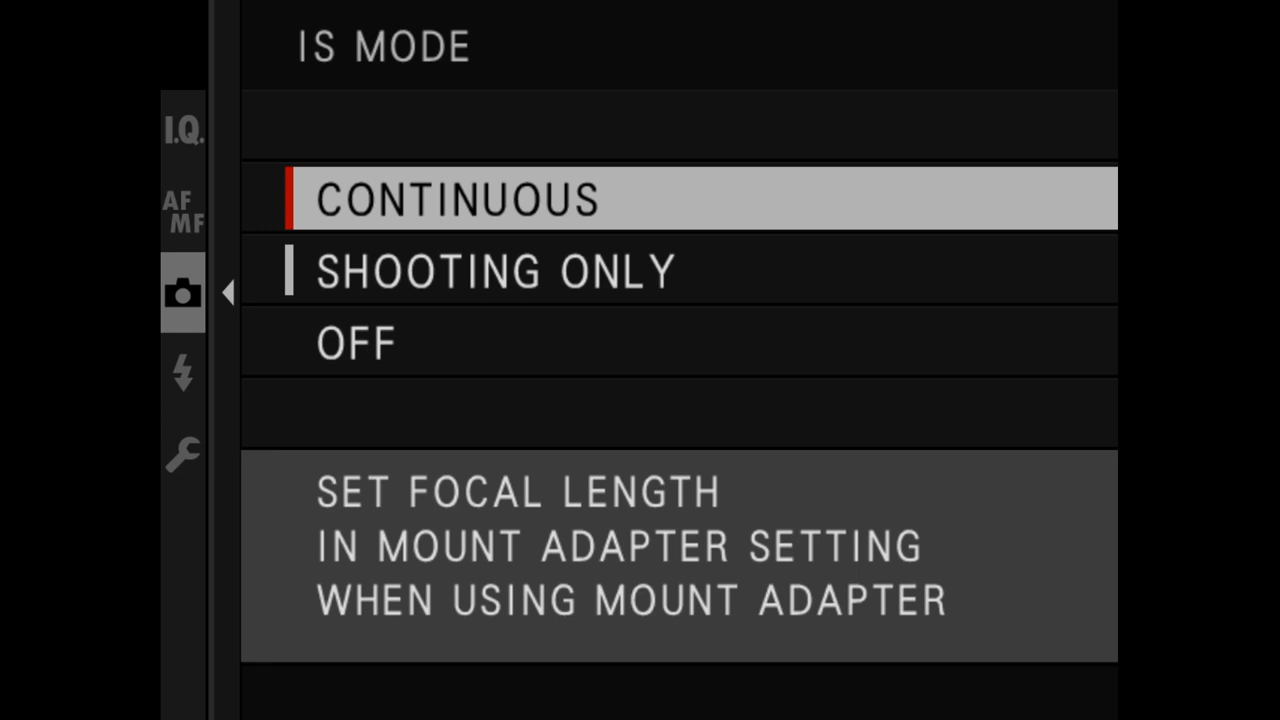 IS MODE
I.Q.
AF
MF
CONTINUOUS
SHOOTING ONLY
OFF
SET FOCAL LENGTH
IN MOUNT ADAPTER SETTING
WHEN USING MOUNT ADAPTER